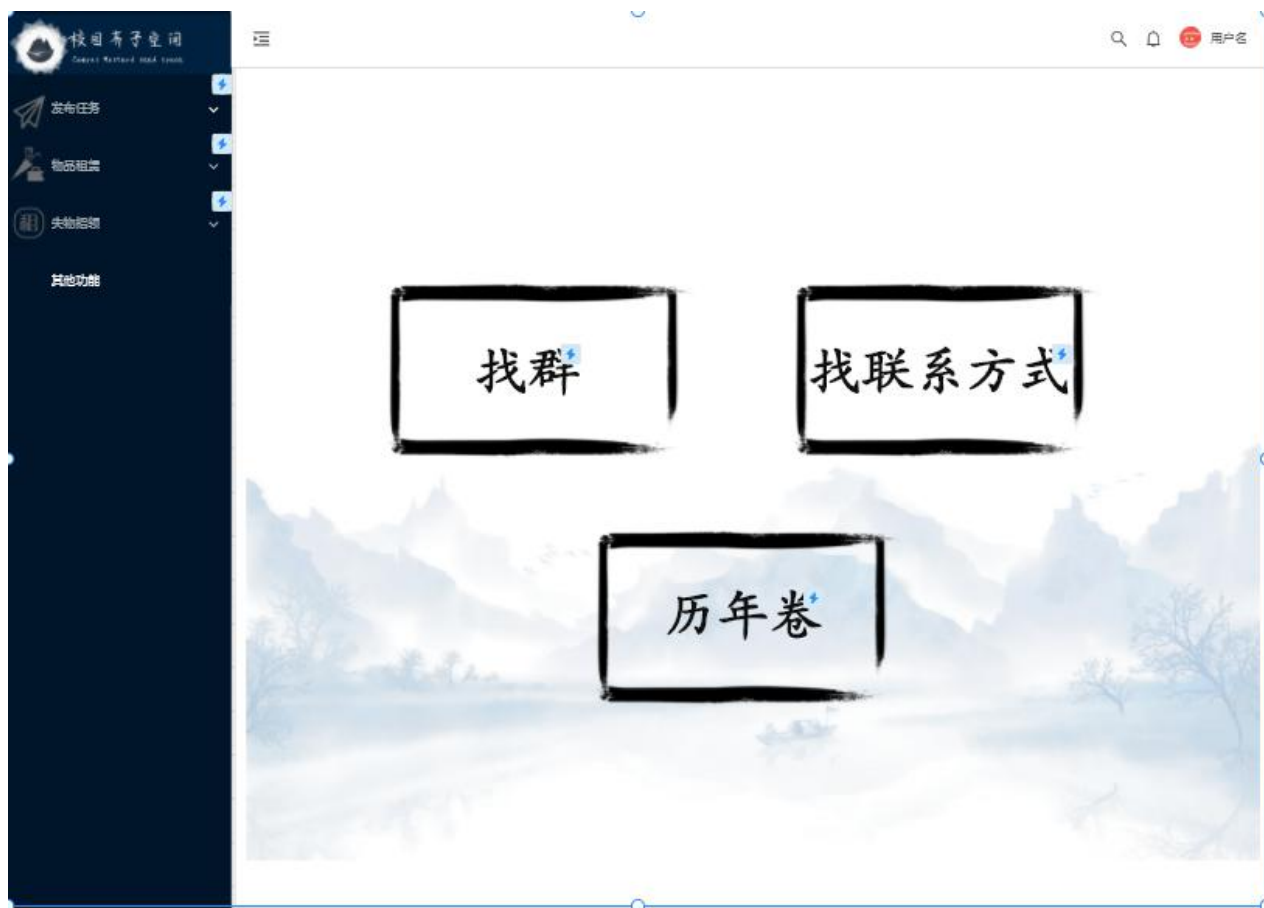 校园芥子空间
用户名
发布任务
物品租赁
失物招领
其他功能
找群
找联系方式
历年卷